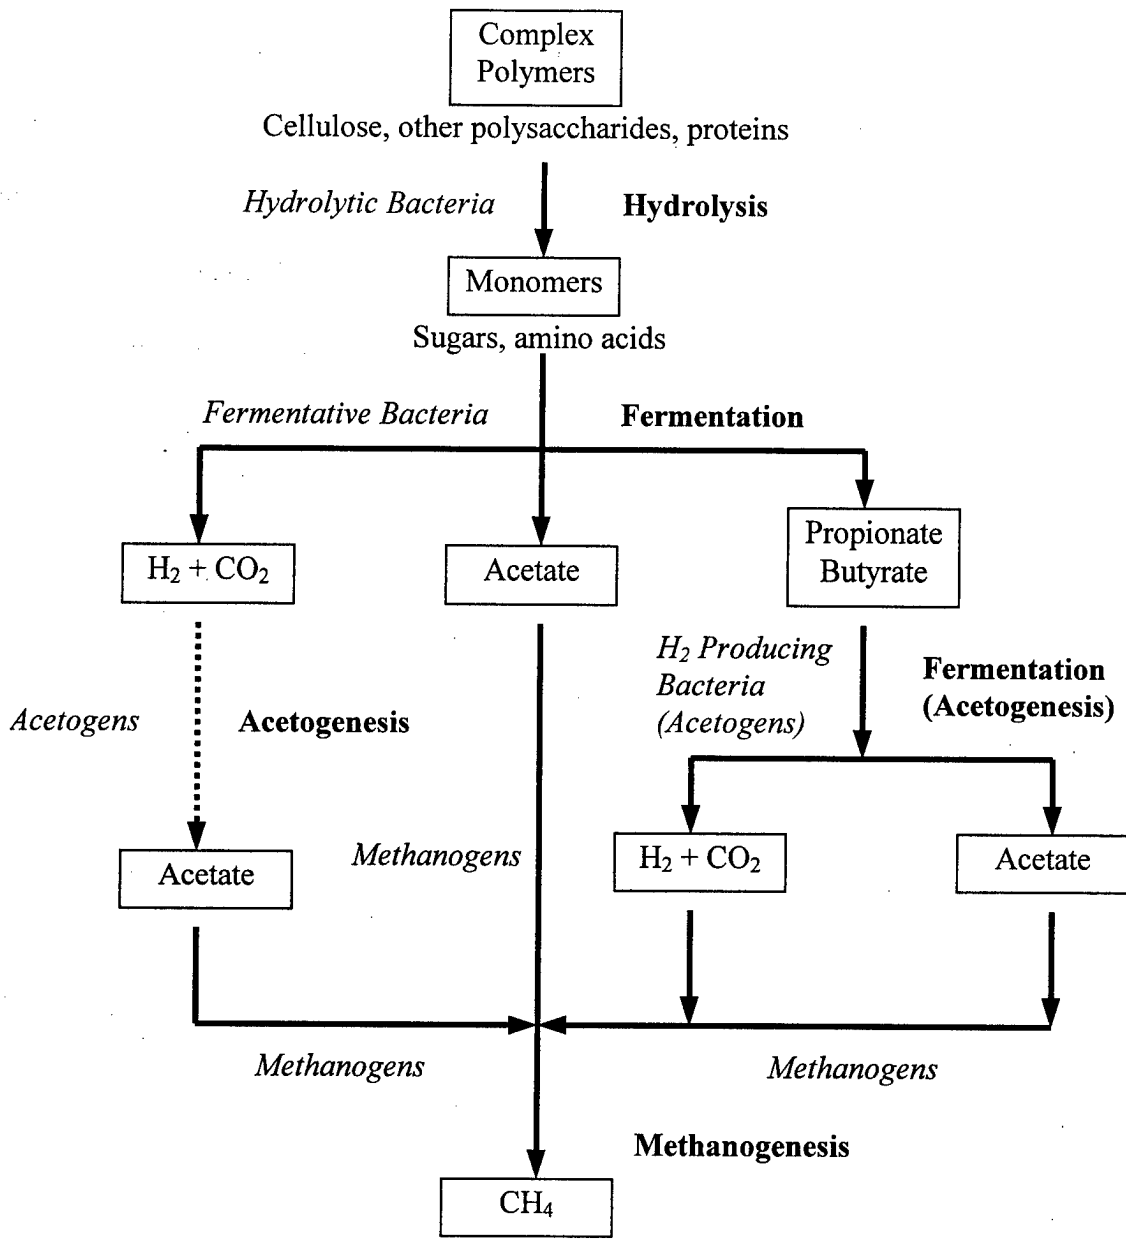 Complex
Polymers
Cellulose, other polysaccharides, proteins
Hydrolytic Bacteria
Hydrolysis
Monomers
Sugars, amino acids
Fermentative Bacteria
Fermentation
H₂ + CO₂
Acetate
Propionate
Butyrate
H₂ Producing
Bacteria
(Acetogens)
Fermentation
(Acetogenesis)
Acetogens
Acetogenesis
Acetate
Methanogens
H₂ + CO₂
Acetate
Methanogens
Methanogens
Methanogenesis
CH₄